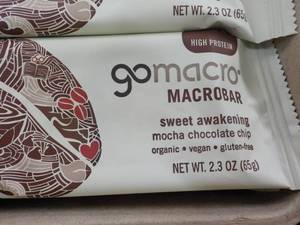 NET WT. 2.3 OZ (65g)
HIGH PROTEIN
gomacro
MACROBAR
sweet awakening
mocha chocolate chip
organic • vegan • gluten-free
NET WT. 2.3 OZ (65g)